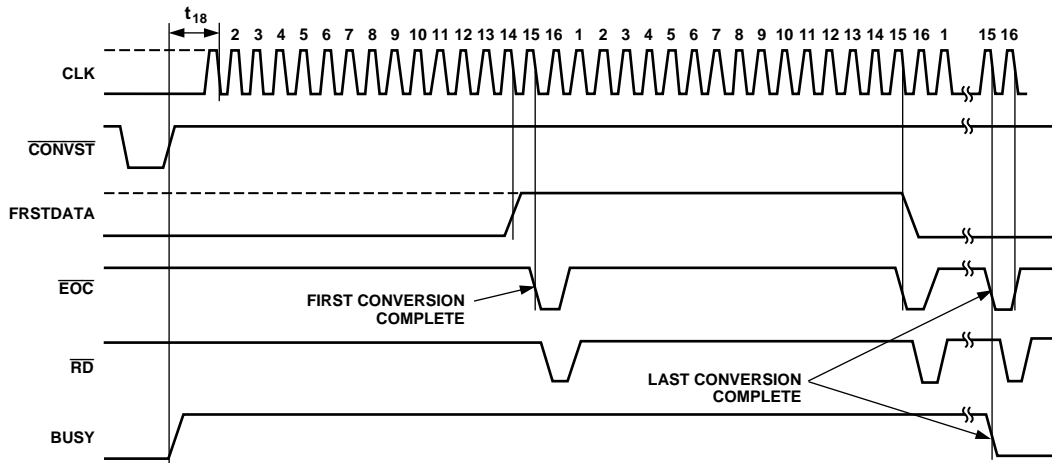 t18
2 3 4 5 6 7 8 9 10 11 12 13 14 15 16 1 2 3 4 5 6 7 8 9 10 11 12 13 14 15 16 1 15 16
CLK
CONVST
FRSTDATA
EOC
FIRST CONVERSION
COMPLETE
RD
LAST CONVERSION
COMPLETE
BUSY